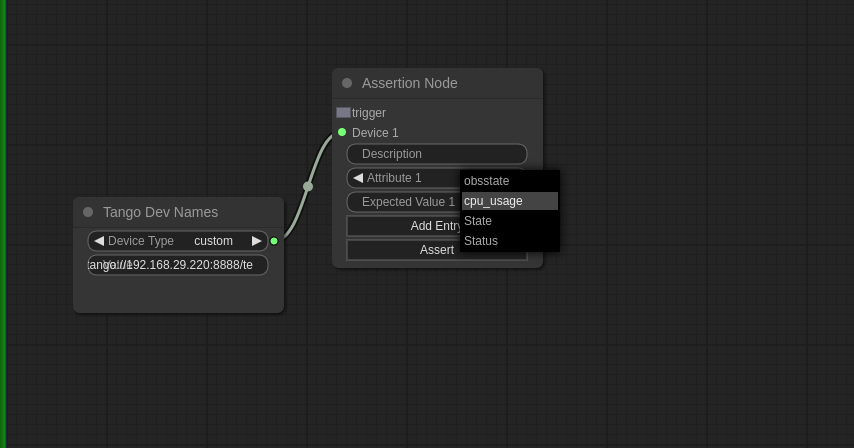 Assertion Node
trigger
Device 1
Description
Attribute 1
obsstate
cpu_usage
State
Status
Expected Value 1
Add Entry
Assert
Tango Dev Names
Device Type custom
tango://192.168.29.220:8888/te